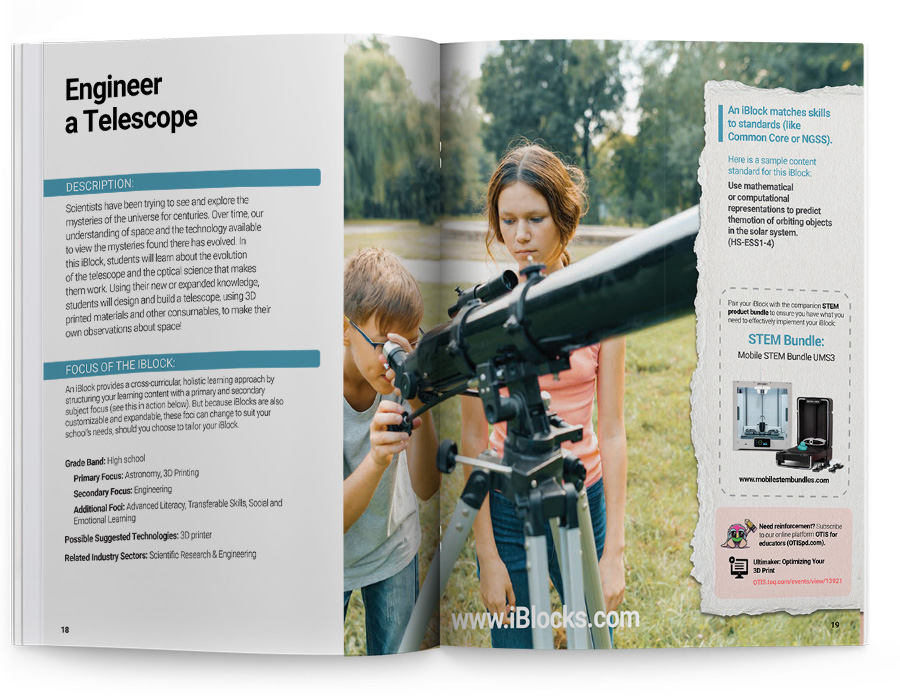 Engineer
a Telescope
DESCRIPTION:
Scientists have been trying to see and explore the
mysteries of the universe for centuries. Over time, our
understanding of space and the technology available
to view the mysteries found there has evolved. In
this iBlock, students will learn about the evolution
of the telescope and the optical science that makes
them work. Using their new or expanded knowledge,
students will design and build a telescope, using 3D
printed materials and other consumables, to make their
own observations about space!
FOCUS OF THE IBLOCK:
An iBlock provides a cross-curricular, holistic learning approach by
structuring your learning content with a primary and secondary
subject focus (see this in action below). But because iBlocks are also
customizable and expandable, these foci can change to suit your
school's needs, should you choose to tailor your iBlock.
Grade Band: High school
Primary Focus: Astronomy, 3D Printing
Secondary Focus: Engineering
Additional Foci: Advanced Literacy, Transferable Skills, Social and
Emotional Learning
Possible Suggested Technologies: 3D printer
Related Industry Sectors: Scientific Research & Engineering
18
An iBlock matches skills
to standards (like
Common Core or NGSS).
Here is a sample content
standard for this iBlock:
Use mathematical
or computational
representations to predict
themotion of orbiting objects
in the solar system.
(HS-ESS1-4)
Pair your iBlock with the companion STEM
product bundle to ensure you have what you
need to effectively implement your iBlock:
STEM Bundle:
Mobile STEM Bundle UMS3
www.mobilestembundles.com
Need reinforcement? Subscribe
to our online platform OTIS for
educators (OTISpd.com).
Ultimaker: Optimizing Your
3D Print
OTIS.teq.com/events/view/13921
www.iBlocks.com
19